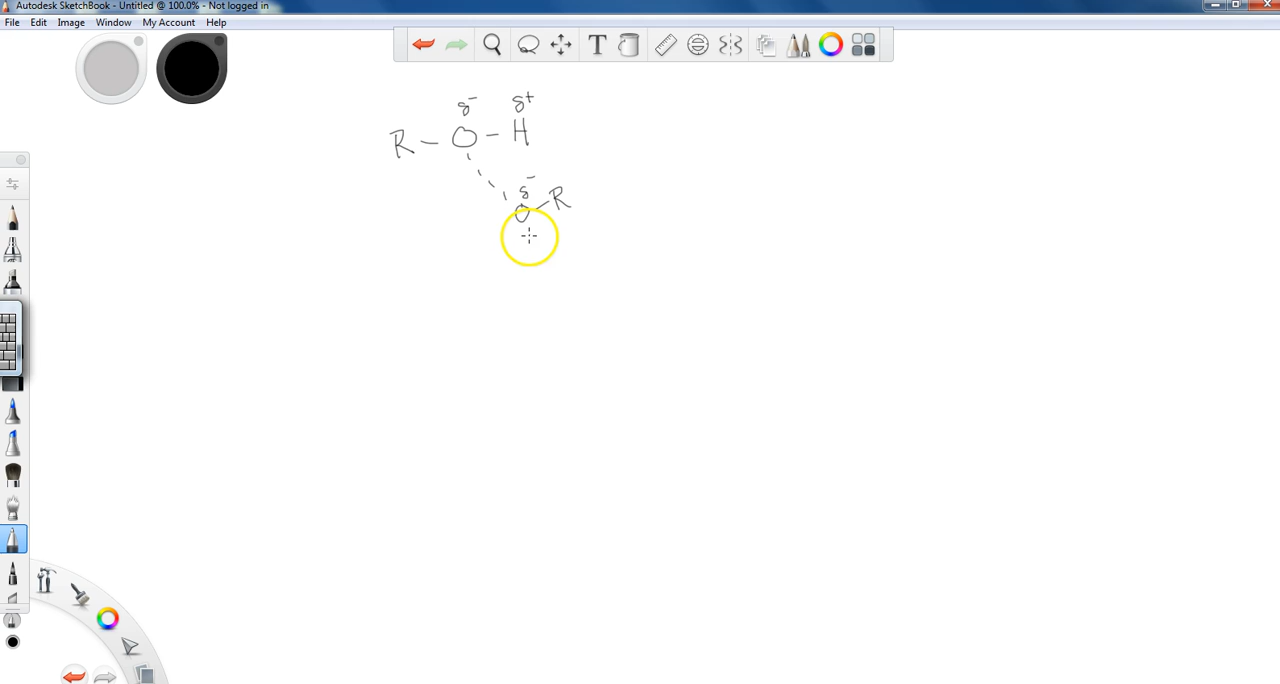 Autodesk SketchBook - Untitled @ 100.0% - Not logged in
File Edit Image Window My Account Help
T
δ⁻ δ⁺
R – O – H
δ⁻
O – R